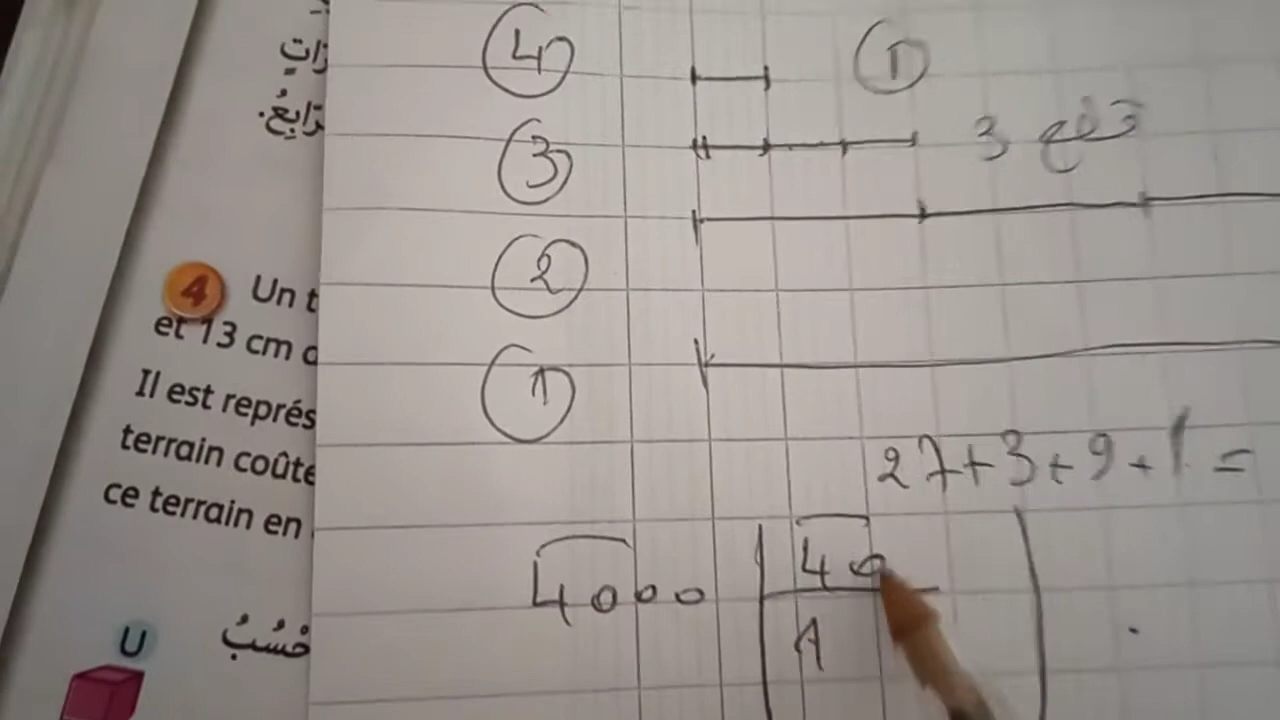 4 1
3 3 قطع
2
1
27+3+9+1=
4000 40
1
4 Un t
et 13 cm
Il est représ
terrain coûte
ce terrain en
U